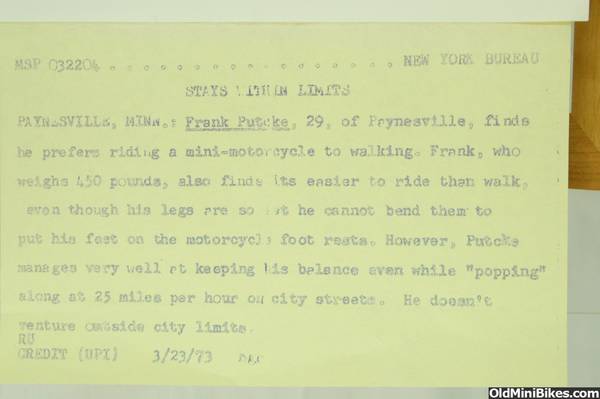 MSP 032204 . . . . . . . . . . . . . . . . . . NEW YORK BUREAU
STAYS WITHIN LIMITS
PAYNESVILLE, MINN.: Frank Putcke, 29, of Paynesville, finds
he prefers riding a mini-motorcycle to walking. Frank, who
weighs 450 pounds, also finds its easier to ride than walk,
even though his legs are so fat he cannot bend them to
put his feet on the motorcycle foot rests. However, Putcke
manages very well at keeping his balance even while "popping"
along at 25 miles per hour on city streets. He doesn't
venture outside city limits.
RU
CREDIT (UPI) 3/23/73
OldMiniBikes.com